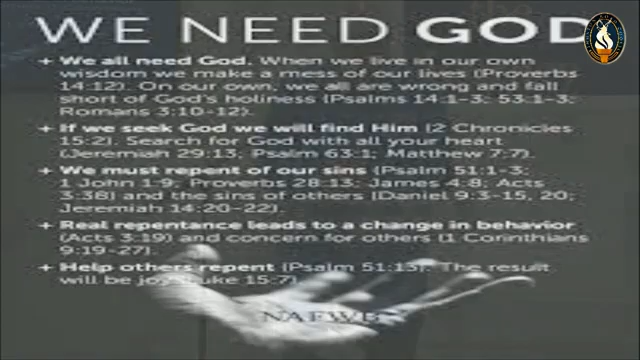 WE NEED GOD
+ We all need God. When we live in our own
wisdom we make a mess of our lives (Proverbs
14:12). On our own, we all are wrong and fall
short of God's holiness (Psalms 14:1-3; 53:1-3;
Romans 3:10-12).
+ If we seek God we will find Him (2 Chronicles
15:2). Search for God with all your heart
(Jeremiah 29:13; Psalm 63:1; Matthew 7:7).
+ We must repent of our sins (Psalm 51:1-3;
1 John 1:9; Proverbs 28:13; James 4:8; Acts
3:38) and the sins of others (Daniel 9:3-15, 20;
Jeremiah 14:20-22).
+ Real repentance leads to a change in behavior
(Acts 3:19) and concern for others (1 Corinthians
9:19-27).
+ Help others repent (Psalm 51:13). The result
will be joy (Luke 15:7).
NAFWB